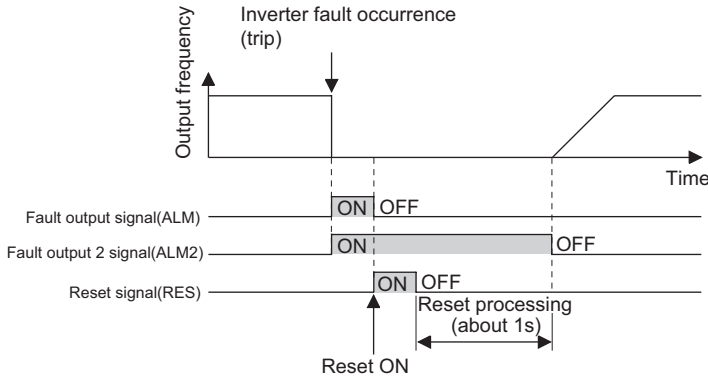 Inverter fault occurrence
(trip)
Output frequency
Time
Fault output signal(ALM)
ON
OFF
Fault output 2 signal(ALM2)
ON
OFF
Reset signal(RES)
ON
OFF
Reset processing
(about 1s)
Reset ON